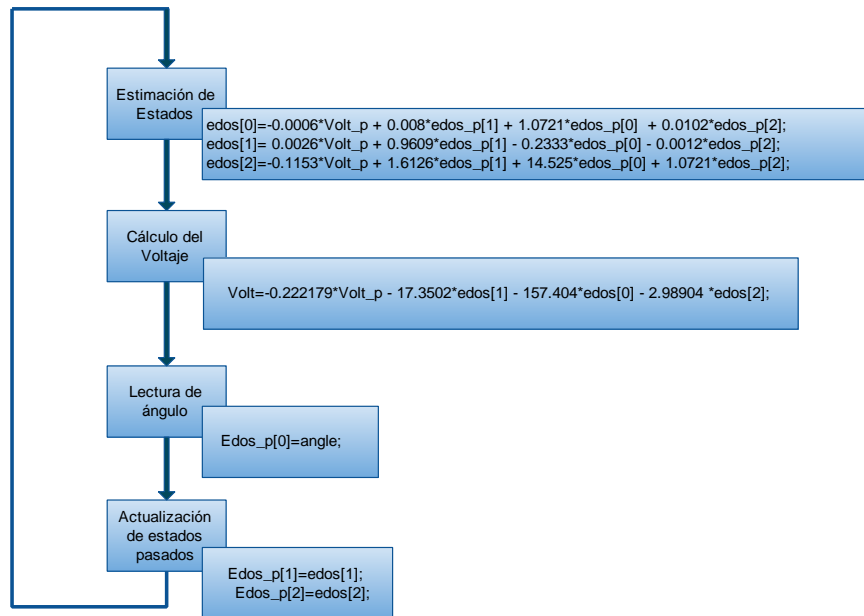 Estimación de
Estados
edos[0]=-0.0006*Volt_p + 0.008*edos_p[1] + 1.0721*edos_p[0]  + 0.0102*edos_p[2];
edos[1]= 0.0026*Volt_p + 0.9609*edos_p[1] - 0.2333*edos_p[0] - 0.0012*edos_p[2];
edos[2]=-0.1153*Volt_p + 1.6126*edos_p[1] + 14.525*edos_p[0] + 1.0721*edos_p[2];
Cálculo del
Voltaje
Volt=-0.222179*Volt_p - 17.3502*edos[1] - 157.404*edos[0] - 2.98904 *edos[2];
Lectura de
ángulo
Edos_p[0]=angle;
Actualización
de estados
pasados
Edos_p[1]=edos[1];
Edos_p[2]=edos[2];